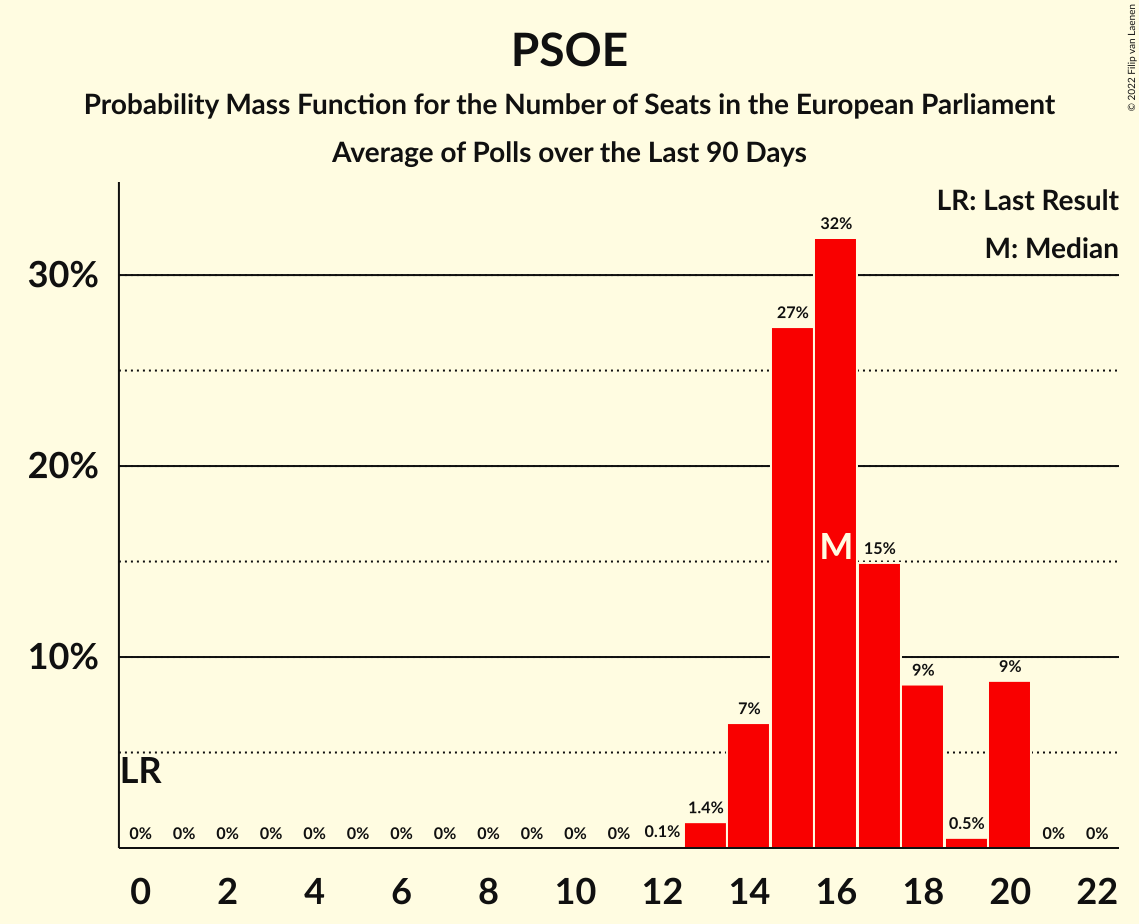 PSOE
Probability Mass Function for the Number of Seats in the European Parliament
Average of Polls over the Last 90 Days
© 2022 Filip van Laenen
LR: Last Result
M: Median
32%
30%
27%
20%
M
15%
10%
9%
9%
7%
LR
1.4%
0.5%
0% 0% 0% 0% 0% 0% 0% 0% 0% 0% 0% 0% 0.1% 0% 0%
0 2 4 6 8 10 12 14 16 18 20 22